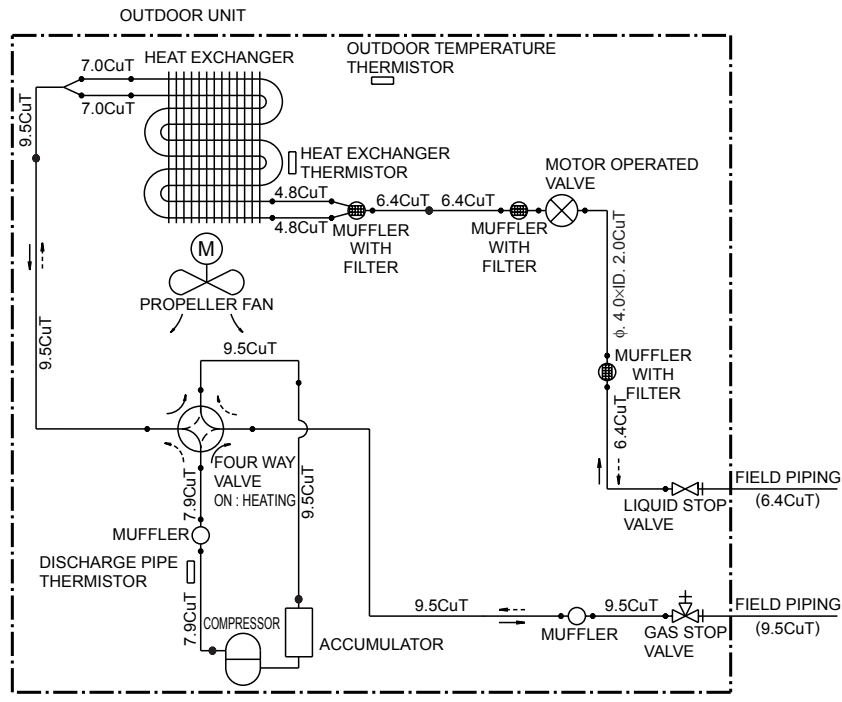 OUTDOOR UNIT
HEAT EXCHANGER
OUTDOOR TEMPERATURE
THERMISTOR
7.0CuT
7.0CuT
9.5CuT
HEAT EXCHANGER
THERMISTOR
MOTOR OPERATED
VALVE
4.8CuT
6.4CuT
6.4CuT
4.8CuT
MUFFLER
WITH
FILTER
MUFFLER
WITH
FILTER
M
PROPELLER FAN
ϕ. 4.0×ID. 2.0CuT
9.5CuT
9.5CuT
MUFFLER
WITH
FILTER
6.4CuT
FOUR WAY
VALVE
ON : HEATING
7.9CuT
9.5CuT
MUFFLER
DISCHARGE PIPE
THERMISTOR
7.9CuT
COMPRESSOR
ACCUMULATOR
LIQUID STOP
VALVE
FIELD PIPING
(6.4CuT)
9.5CuT
9.5CuT
MUFFLER
GAS STOP
VALVE
FIELD PIPING
(9.5CuT)